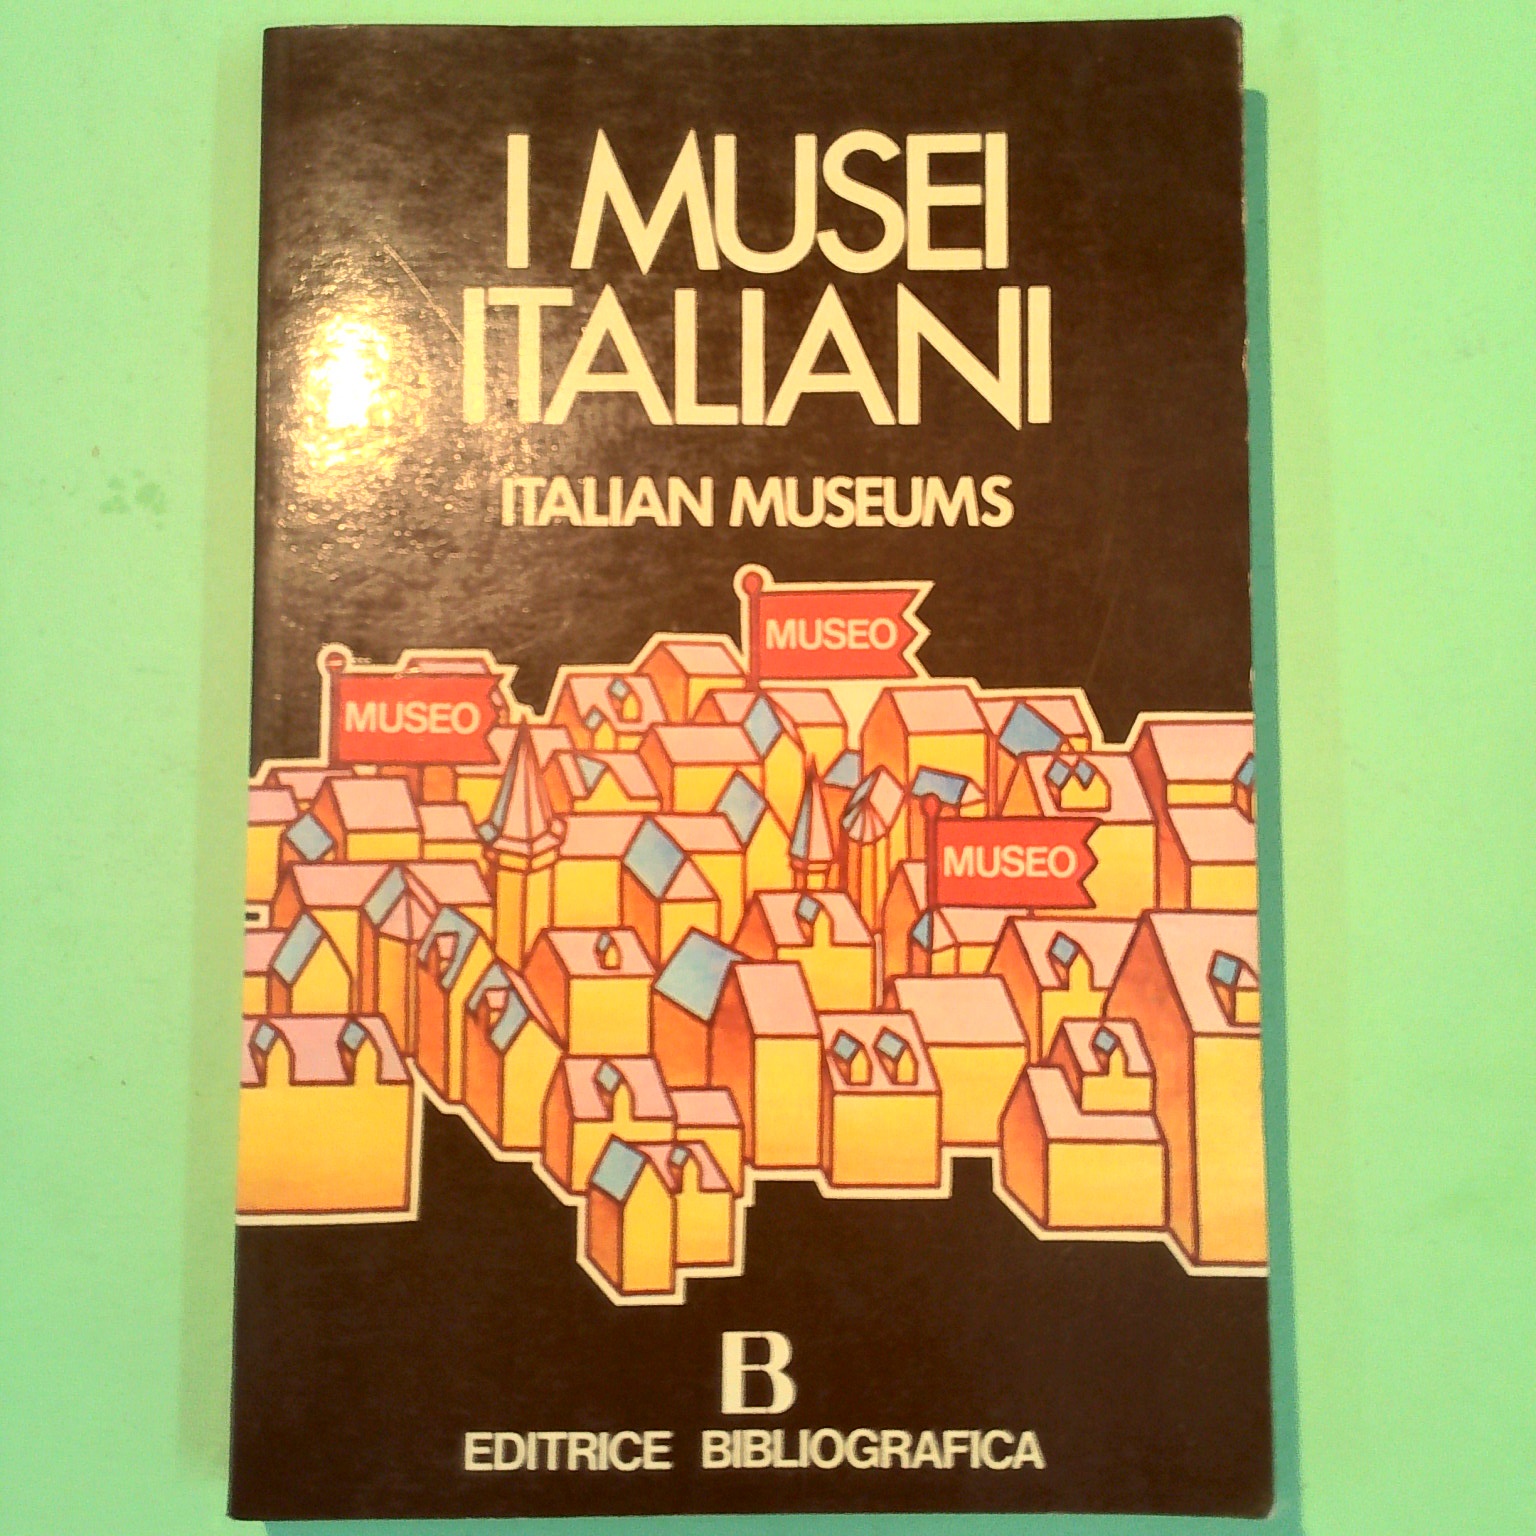 I MUSEI
ITALIANI
ITALIAN MUSEUMS
MUSEO
MUSEO
MUSEO
B
EDITRICE BIBLIOGRAFICA